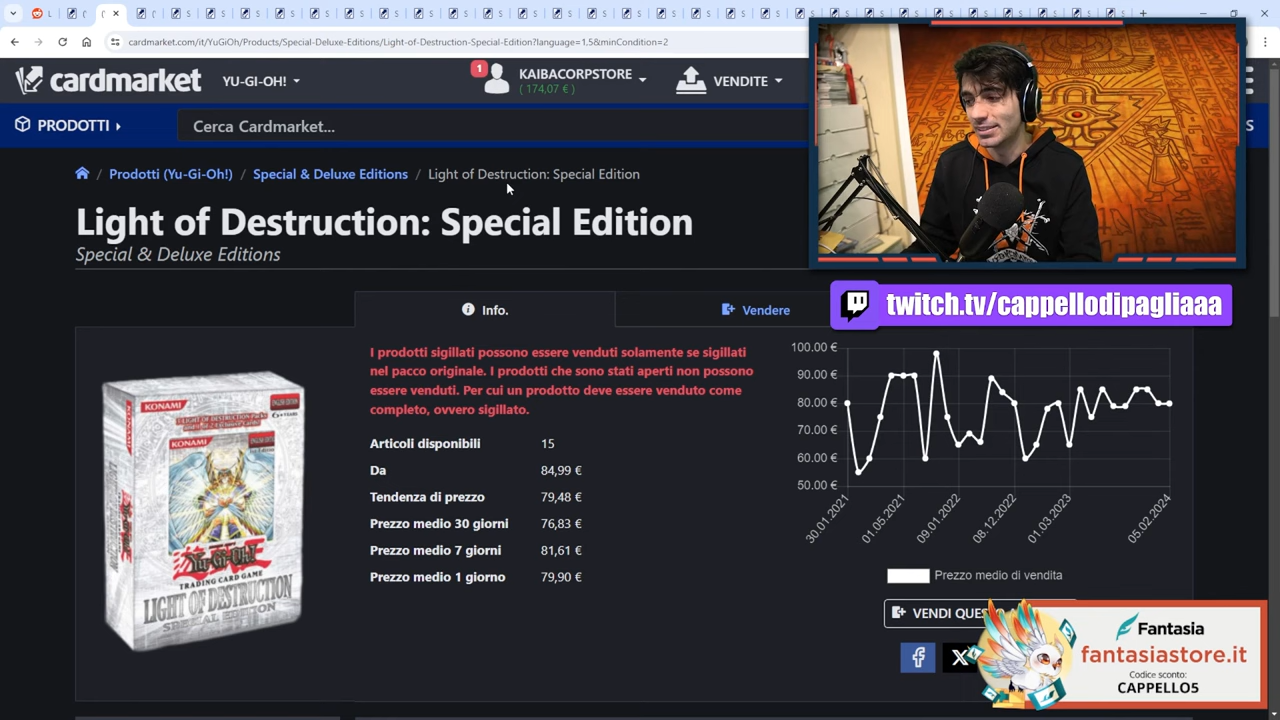 cardmarket.com/it/YuGiOh/Products/Special-Deluxe-Editions/Light-of-Destruction-Special-Edition?language=1,5&minCondition=2
cardmarket
YU-GI-OH!
1
KAIBACORPSTORE
( 174,07 € )
VENDITE
PRODOTTI
Cerca Cardmarket...
S
Prodotti (Yu-Gi-Oh!) / Special & Deluxe Editions / Light of Destruction: Special Edition
Light of Destruction: Special Edition
Special & Deluxe Editions
Info.
Vendere
twitch.tv/cappellodipagliaaa
I prodotti sigillati possono essere venduti solamente se sigillati
nel pacco originale. I prodotti che sono stati aperti non possono
essere venduti. Per cui un prodotto deve essere venduto come
completo, ovvero sigillato.
Articoli disponibili 15
Da 84,99 €
Tendenza di prezzo 79,48 €
Prezzo medio 30 giorni 76,83 €
Prezzo medio 7 giorni 81,61 €
Prezzo medio 1 giorno 79,90 €
100.00 €
90.00 €
80.00 €
70.00 €
60.00 €
50.00 €
30.01.2021
01.05.2021
09.01.2022
08.12.2022
01.03.2023
05.02.2024
Prezzo medio di vendita
VENDI QUES
KONAMI
KONAMI
Yu-Gi-Oh!
TRADING CARD GAME
LIGHT OF DESTRUCTION
Fantasia
fantasiastore.it
Codice sconto:
CAPPELLO5